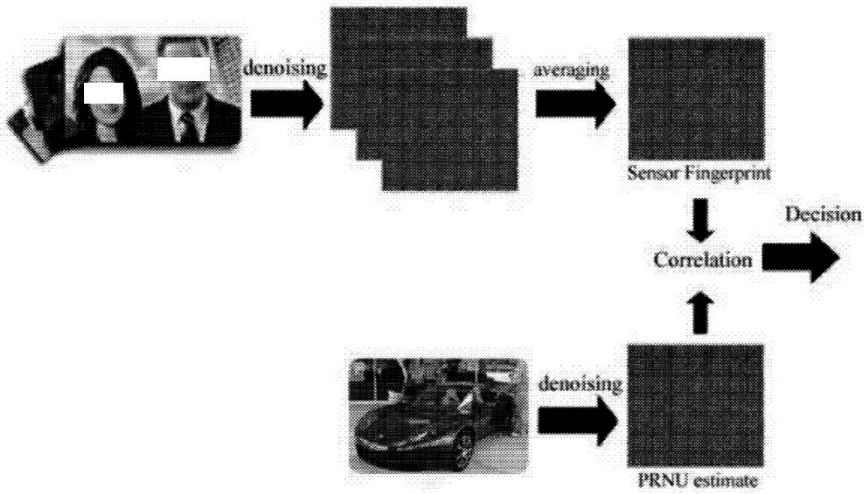 denoising
averaging
Sensor Fingerprint
Decision
Correlation
denoising
PRNU estimate